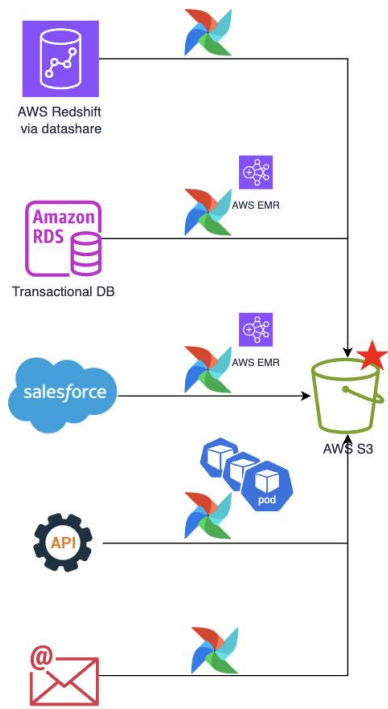 AWS Redshift
via datashare
AWS EMR
Amazon
RDS
Transactional DB
AWS EMR
salesforce
AWS S3
pod
API
@